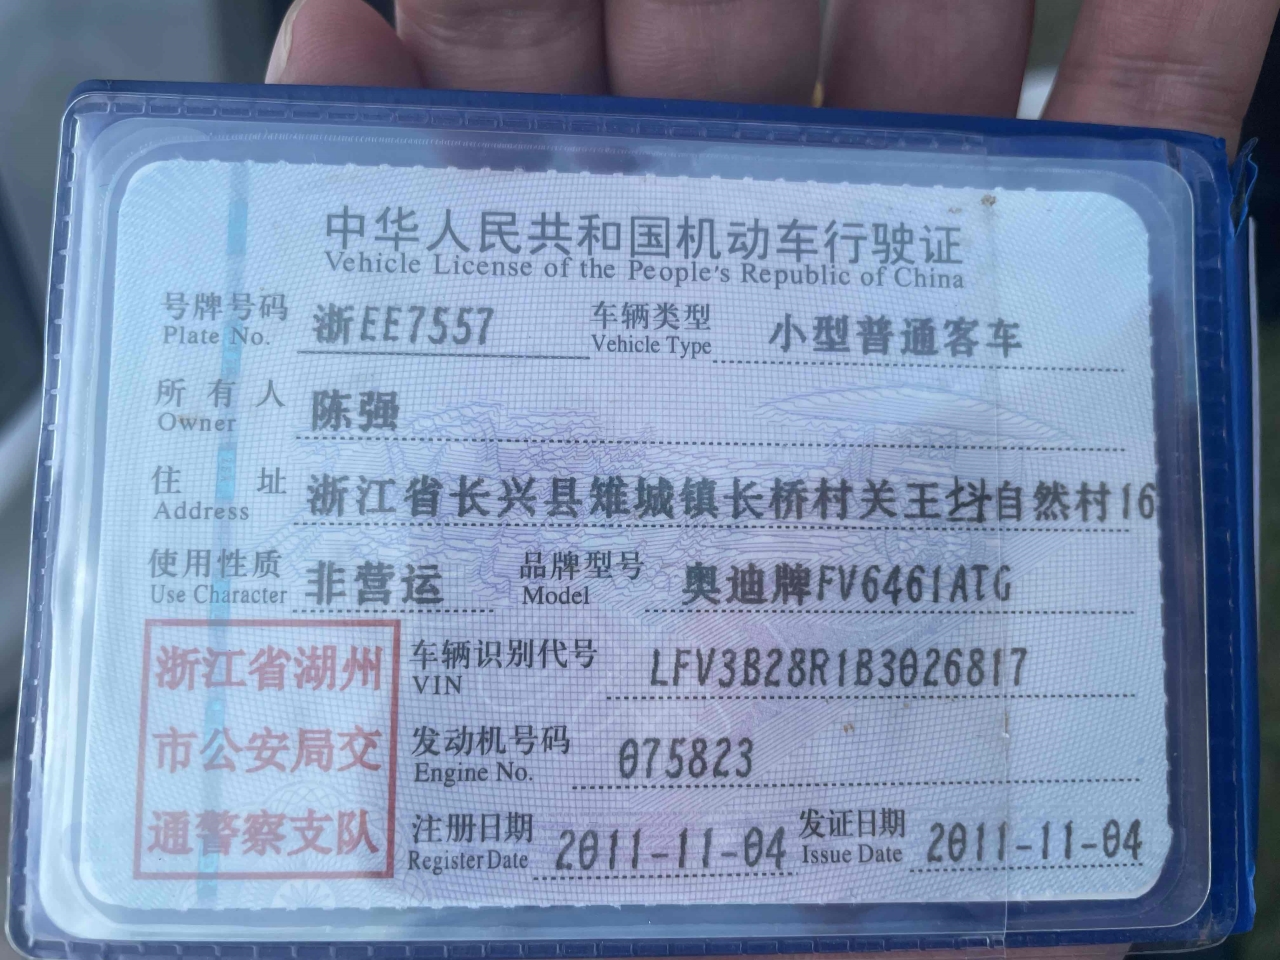 中华人民共和国机动车行驶证
Vehicle License of the People's Republic of China
号牌号码 浙EE7557 车辆类型 小型普通客车
Plate No. Vehicle Type
所有人 陈强
Owner
住址 浙江省长兴县雉城镇长桥村关王㘰自然村16
Address
使用性质 非营运 品牌型号 奥迪牌FV6461ATG
Use Character Model
浙江省湖州
市公安局交
通警察支队
车辆识别代号 LFV3B28R1B3026817
VIN
发动机号码 075823
Engine No.
注册日期 2011-11-04 发证日期 2011-11-04
Register Date Issue Date